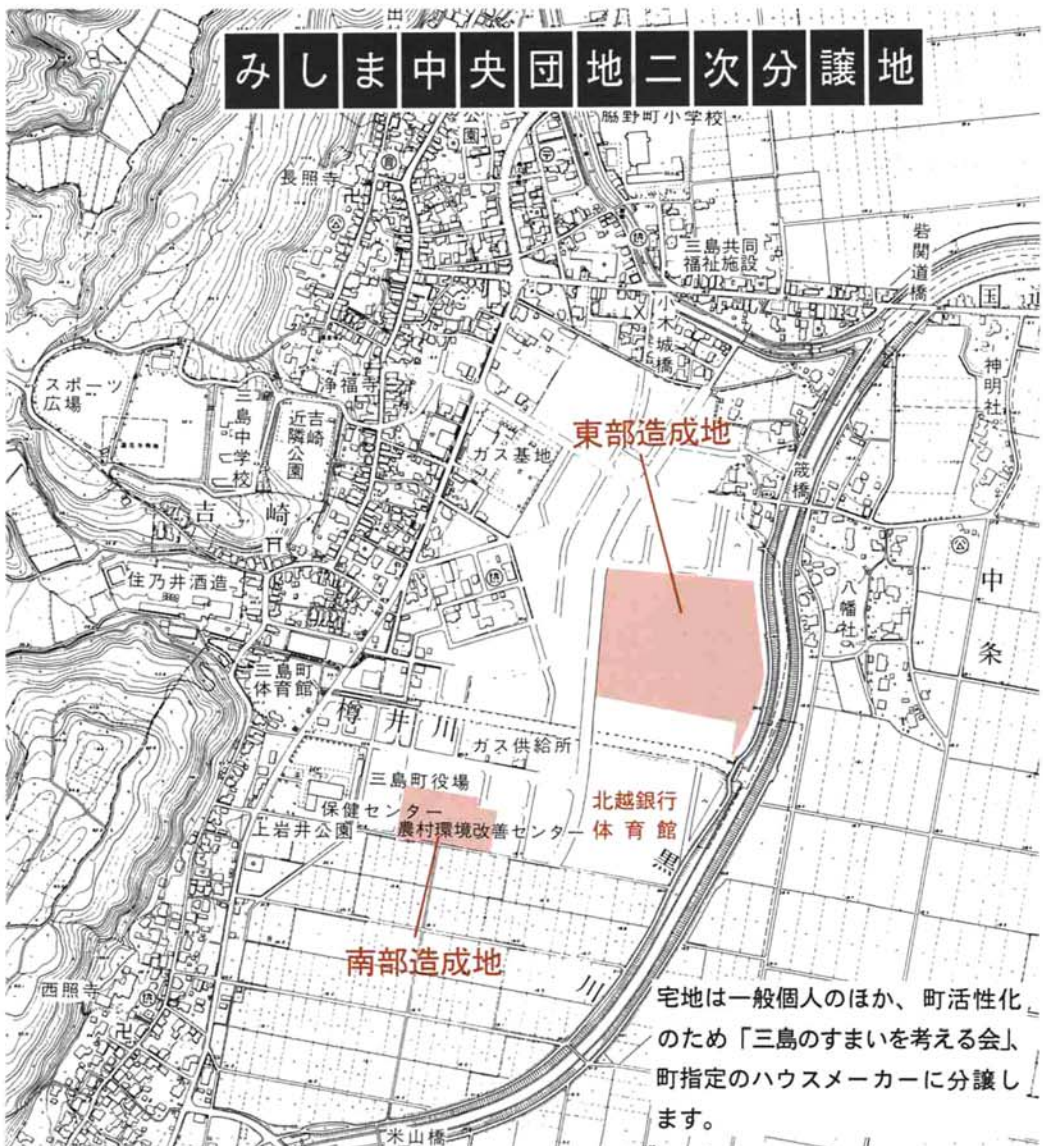 みしま中央団地二次分譲地
公園
脇野町小学校
長照寺
三島共同
福祉施設
砦関道橋
国道
小木城橋
神明社
スポーツ
広場
三島中学校
吉崎
近隣公園
浄福寺
ガス基地
東部造成地
筬橋
吉崎
中条
住乃井酒造
八幡社
三島町
体育館
樽井川
ガス供給所
三島町役場
保健センター
上岩井公園
農村環境改善センター
北越銀行
体育館
黒川
南部造成地
西照寺
宅地は一般個人のほか、町活性化
のため「三島のすまいを考える会」、
町指定のハウスメーカーに分譲し
ます。
米山橋